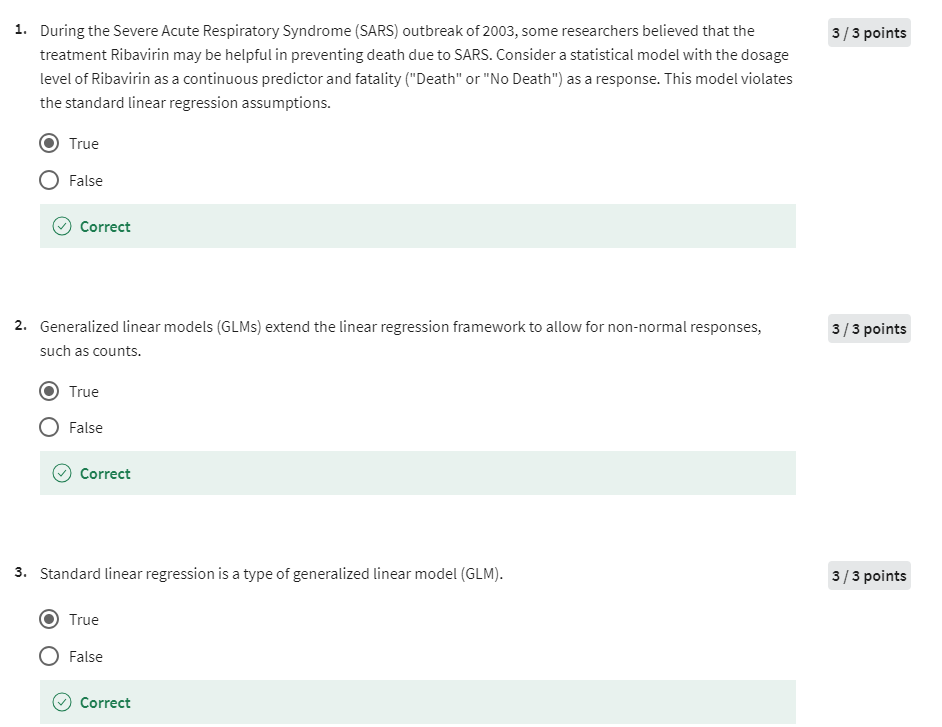 1. During the Severe Acute Respiratory Syndrome (SARS) outbreak of 2003, some researchers believed that the 3 / 3 points
treatment Ribavirin may be helpful in preventing death due to SARS. Consider a statistical model with the dosage
level of Ribavirin as a continuous predictor and fatality ("Death" or "No Death") as a response. This model violates
the standard linear regression assumptions.
True
False
Correct
2. Generalized linear models (GLMs) extend the linear regression framework to allow for non-normal responses, 3 / 3 points
such as counts.
True
False
Correct
3. Standard linear regression is a type of generalized linear model (GLM). 3 / 3 points
True
False
Correct